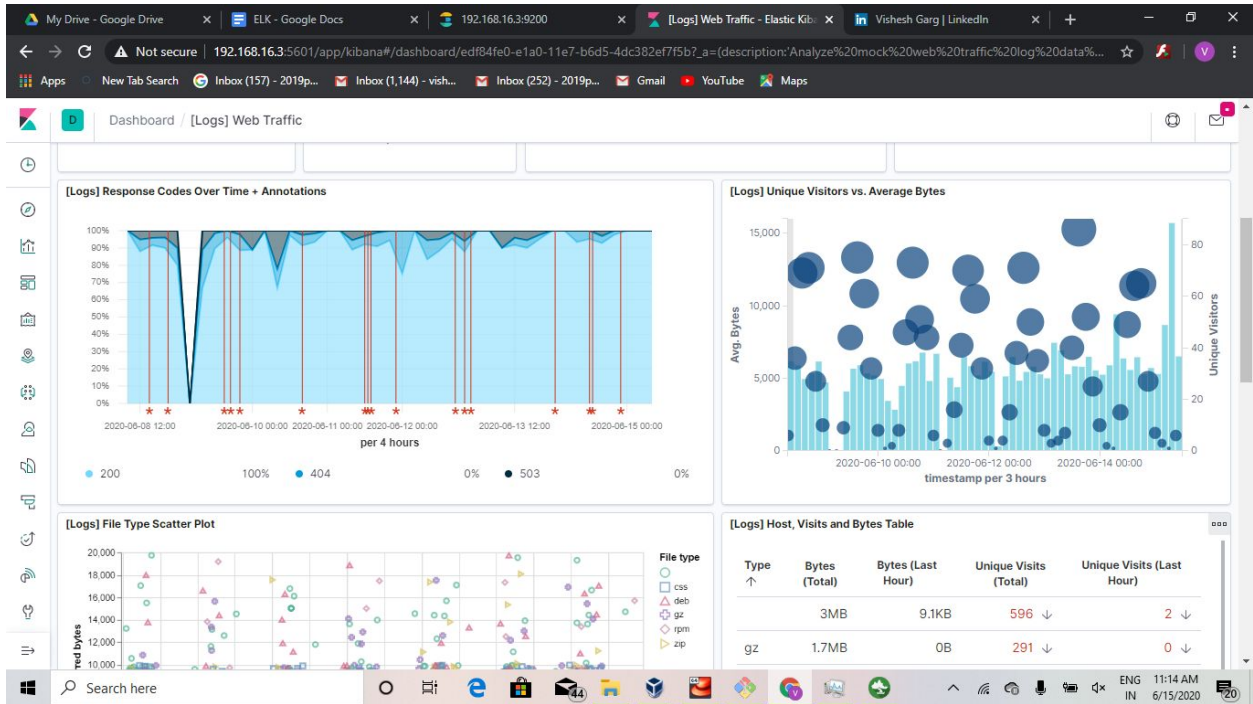 My Drive - Google Drive
ELK - Google Docs
192.168.16.3:9200
[Logs] Web Traffic - Elastic Kiba
Vishesh Garg | LinkedIn
Not secure | 192.168.16.3:5601/app/kibana#/dashboard/edf84fe0-e1a0-11e7-b6d5-4dc382ef7f5b?_a=(description:'Analyze%20mock%20web%20traffic%20log%20data%...
V
Apps
New Tab Search
Inbox (157) - 2019p...
Inbox (1,144) - vish...
Inbox (252) - 2019p...
Gmail
YouTube
Maps
D
Dashboard / [Logs] Web Traffic
[Logs] Response Codes Over Time + Annotations
100%
90%
80%
70%
60%
50%
40%
30%
20%
10%
0%
2020-06-08 12:00 2020-06-10 00:00 2020-06-11 00:00 2020-06-12 00:00 2020-06-13 12:00 2020-06-15 00:00
per 4 hours
200 100% 404 0% 503 0%
[Logs] Unique Visitors vs. Average Bytes
15,000
10,000
5,000
0
Avg. Bytes
80
60
40
20
0
Unique Visitors
2020-06-10 00:00 2020-06-12 00:00 2020-06-14 00:00
timestamp per 3 hours
[Logs] File Type Scatter Plot
20,000
18,000
16,000
14,000
12,000
10,000
File type
css
deb
gz
rpm
zip
[Logs] Host, Visits and Bytes Table
Type Bytes (Total) Bytes (Last Hour) Unique Visits (Total) Unique Visits (Last Hour)
3MB 9.1KB 596 2
gz 1.7MB 0B 291 0
Search here
44
64
V
ENG
IN
11:14 AM
6/15/2020
20